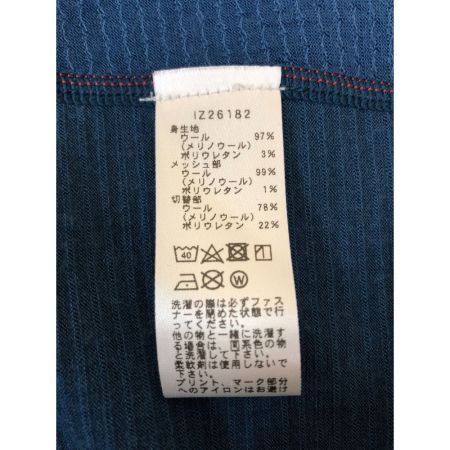 IZ26182
身生地
ウール 97%
(メリノウール)
ポリウレタン 3%
メッシュ部
ウール 99%
(メリノウール)
ポリウレタン 1%
切替部
ウール 78%
(メリノウール)
ポリウレタン 22%
40
W
洗濯の際は必ずファス
ナーを閉めた状態で行
ってください。
他の物と一緒に洗濯す
る場合は、同系色の物
と洗濯して下さい。
柔軟剤は使用しないで
下さい。
プリント、マーク部分
へのアイロンはお避け